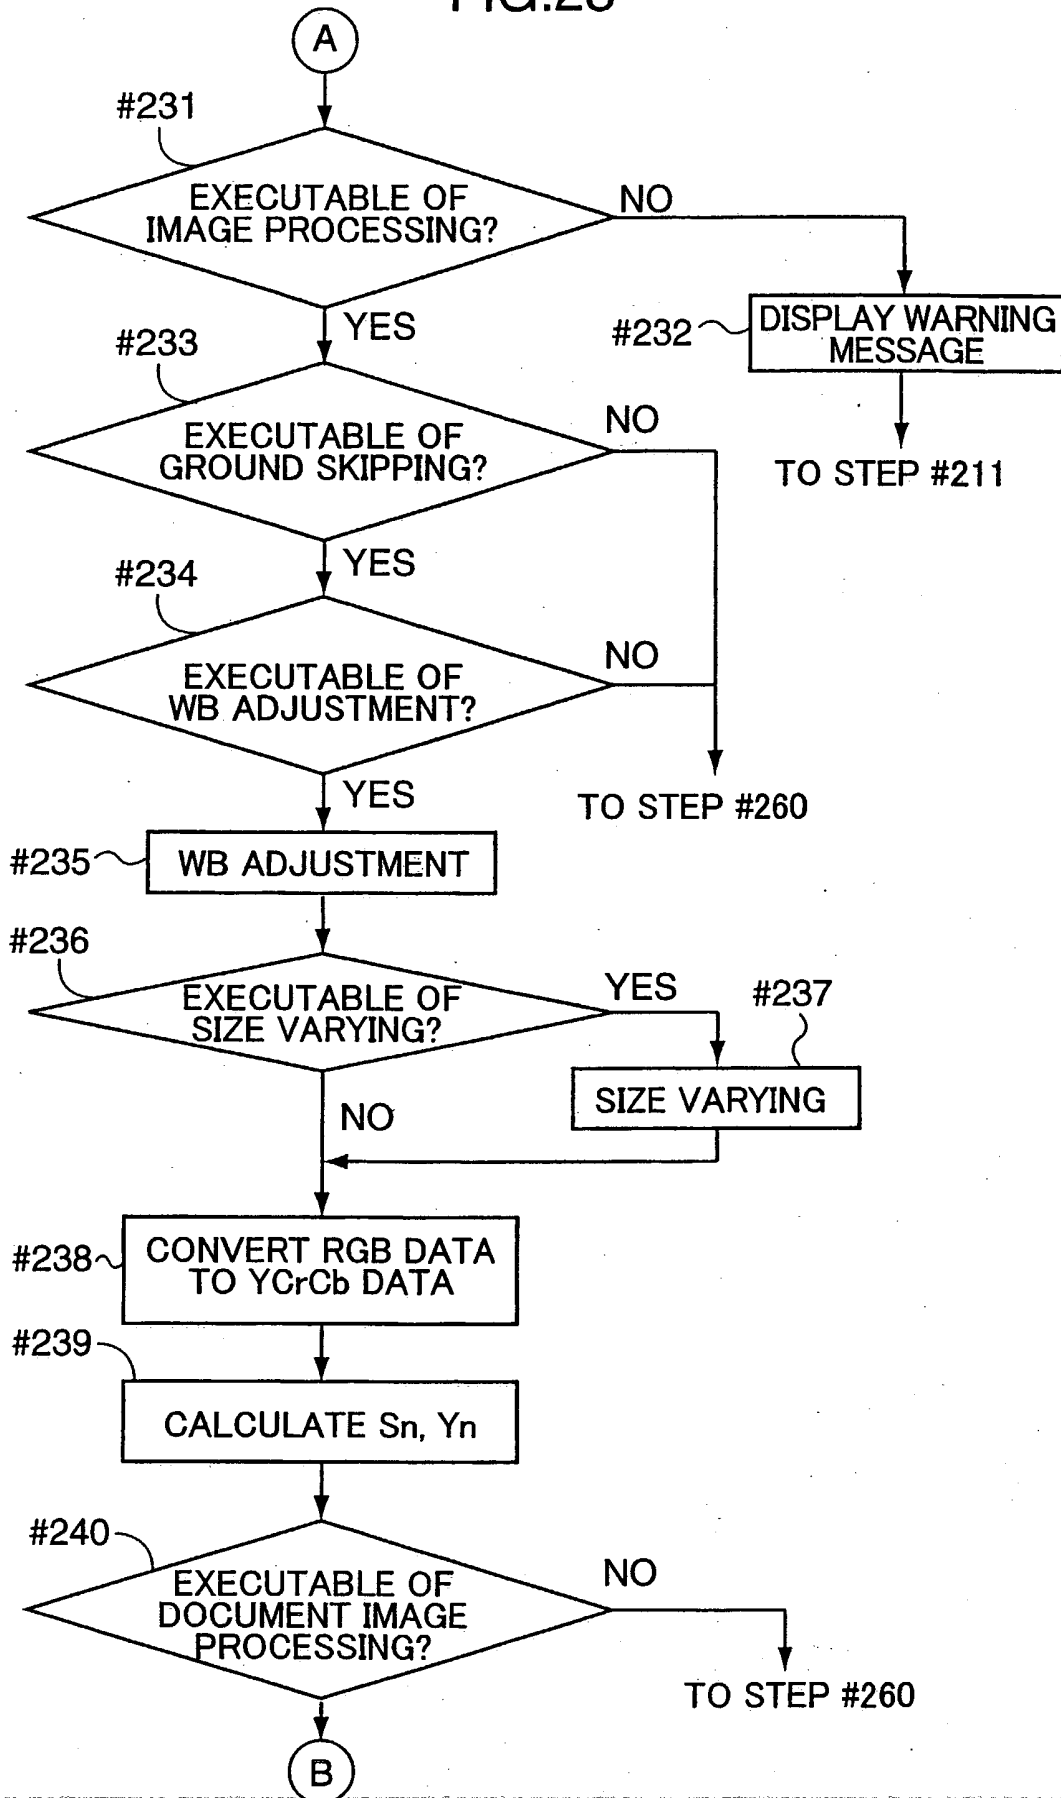 A
#231
EXECUTABLE OF
IMAGE PROCESSING?
NO
YES
#232
DISPLAY WARNING
MESSAGE
TO STEP #211
#233
EXECUTABLE OF
GROUND SKIPPING?
NO
YES
#234
EXECUTABLE OF
WB ADJUSTMENT?
NO
YES
TO STEP #260
#235
WB ADJUSTMENT
#236
EXECUTABLE OF
SIZE VARYING?
YES
#237
SIZE VARYING
NO
#238
CONVERT RGB DATA
TO YCrCb DATA
#239
CALCULATE Sn, Yn
#240
EXECUTABLE OF
DOCUMENT IMAGE
PROCESSING?
NO
TO STEP #260
B